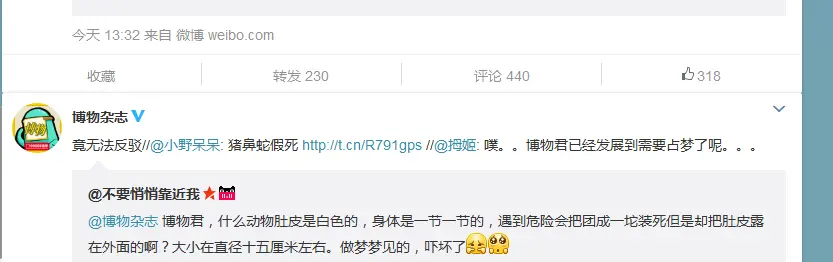 今天 13:32 来自 微博 weibo.com
收藏
转发 230
评论 440
318
博物
博物杂志
竟无法反驳//@小野呆呆: 猪鼻蛇假死 http://t.cn/R791gps //@拇姬: 噗。。博物君已经发展到需要占梦了呢。。。
@不要悄悄靠近我
@博物杂志 博物君，什么动物肚皮是白色的，身体是一节一节的，遇到危险会把团成一坨装死但是却把肚皮露
在外面的啊？大小在直径十五厘米左右。做梦梦见的，吓坏了